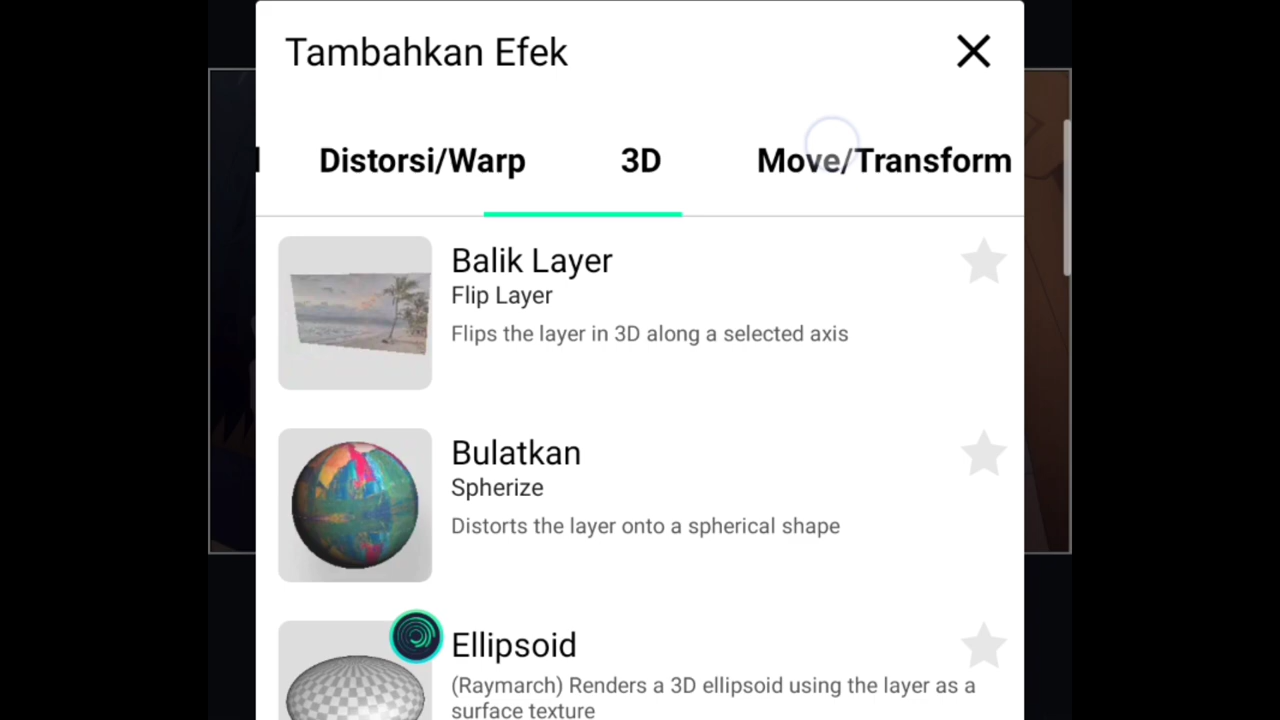 Tambahkan Efek
Distorsi/Warp 3D Move/Transform
Balik Layer
Flip Layer
Flips the layer in 3D along a selected axis
Bulatkan
Spherize
Distorts the layer onto a spherical shape
Ellipsoid
(Raymarch) Renders a 3D ellipsoid using the layer as a
surface texture